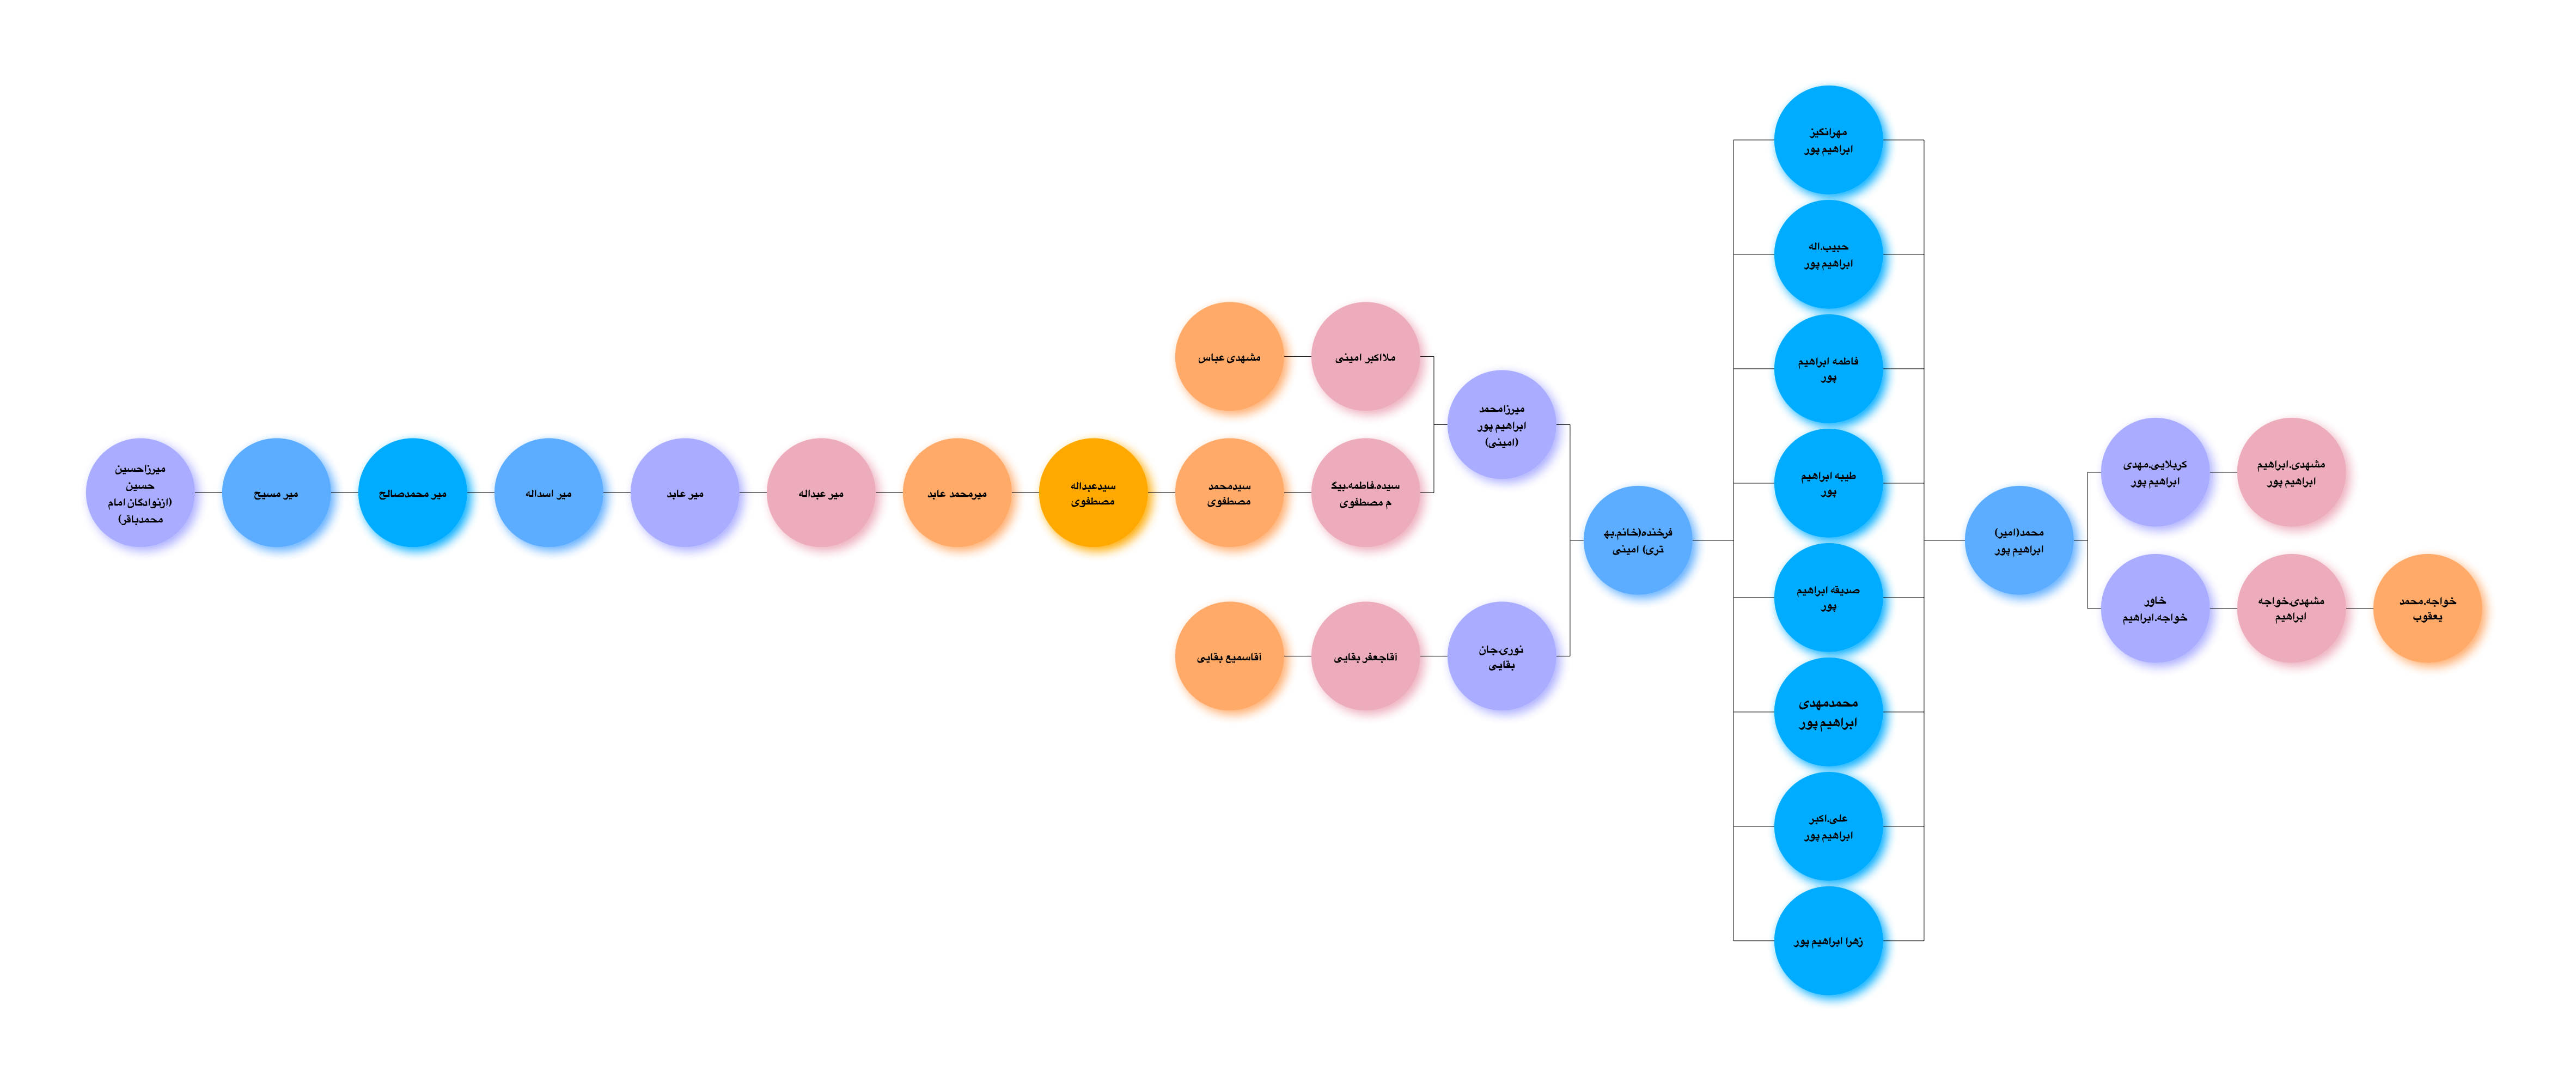 مهرانگیز
ابراهیم پور
حبیب.اله
ابراهیم پور
فاطمه ابراهیم
پور
طیبه ابراهیم
پور
صدیقه ابراهیم
پور
محمدمهدی
ابراهیم پور
علی.اکبر
ابراهیم پور
زهرا ابراهیم پور
محمد(امیر)
ابراهیم پور
کربلایی.مهدی
ابراهیم پور
مشهدی.ابراهیم
ابراهیم پور
خاور
خواجه.ابراهیم
مشهدی.خواجه
ابراهیم
خواجه.محمد
یعقوب
فرخنده(خانم.به
تری) امینی
میرزامحمد
ابراهیم پور
(امینی)
نوری.جان
بقایی
ملااکبر امینی
مشهدی عباس
سیده.فاطمه.بیگ
م مصطفوی
سیدمحمد
مصطفوی
سیدعبداله
مصطفوی
میرمحمد عابد
میر عبداله
میر عابد
میر اسداله
میر محمدصالح
میر مسیح
میرزاحسین
حسین
(ازنوادگان امام
محمدباقر)
آقاجعفر بقایی
آقاسمیع بقایی